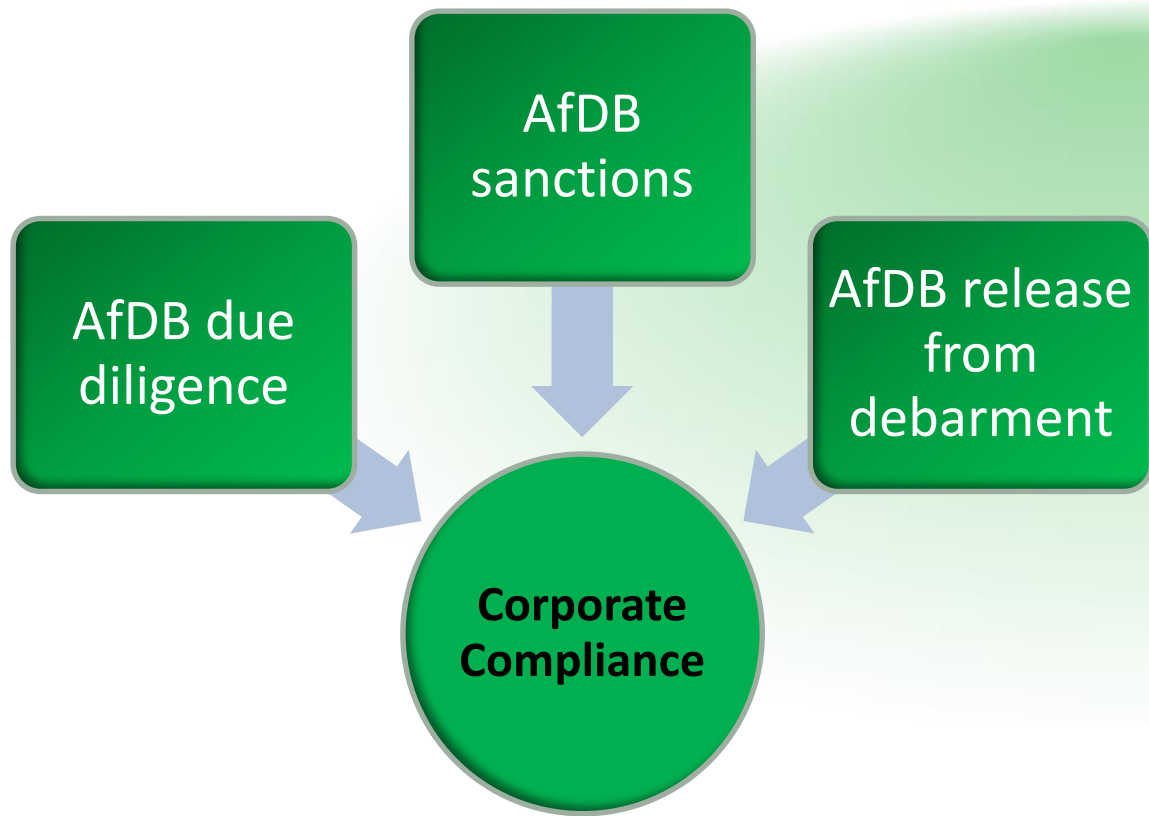 AfDB
sanctions
AfDB due
diligence
AfDB release
from
debarment
Corporate
Compliance